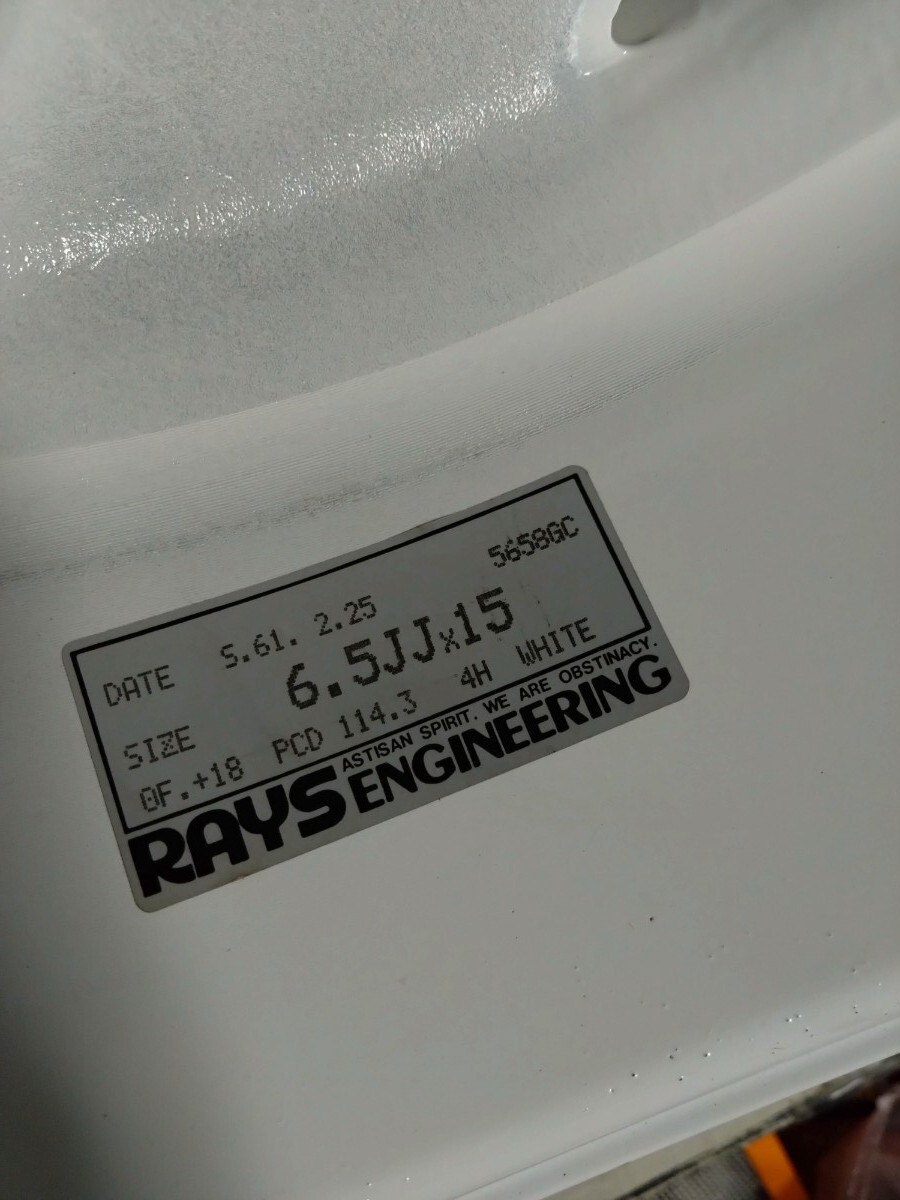 5658GC
DATE S.61. 2.25
SIZE 6.5JJx15
0F.+18 PCD 114.3 4H WHITE
ASTISAN SPIRIT. WE ARE OBSTINACY.
RAYS ENGINEERING